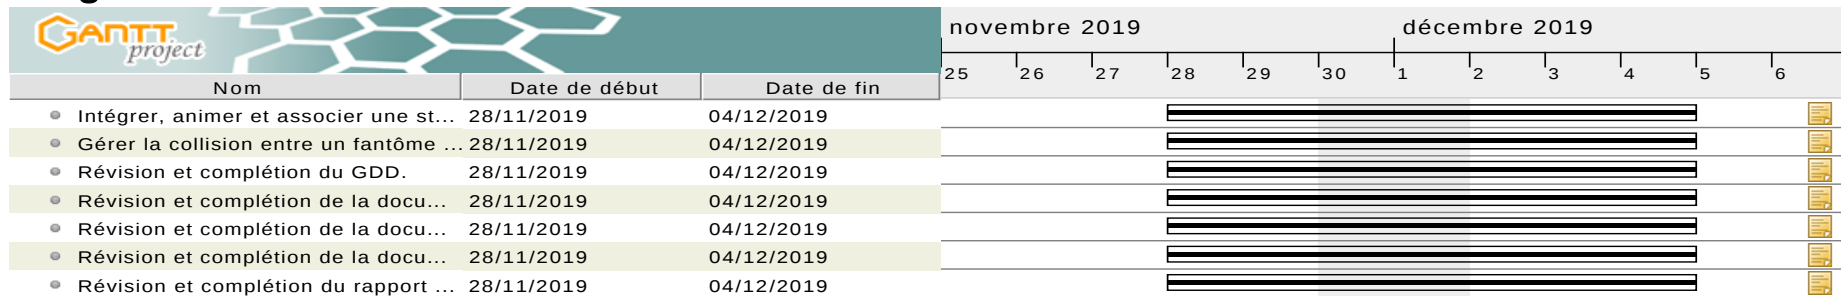 GANTT project
novembre 2019 décembre 2019
25 26 27 28 29 30 1 2 3 4 5 6
Nom Date de début Date de fin
Intégrer, animer et associer une st... 28/11/2019 04/12/2019
Gérer la collision entre un fantôme ... 28/11/2019 04/12/2019
Révision et complétion du GDD. 28/11/2019 04/12/2019
Révision et complétion de la docu... 28/11/2019 04/12/2019
Révision et complétion de la docu... 28/11/2019 04/12/2019
Révision et complétion de la docu... 28/11/2019 04/12/2019
Révision et complétion du rapport ... 28/11/2019 04/12/2019